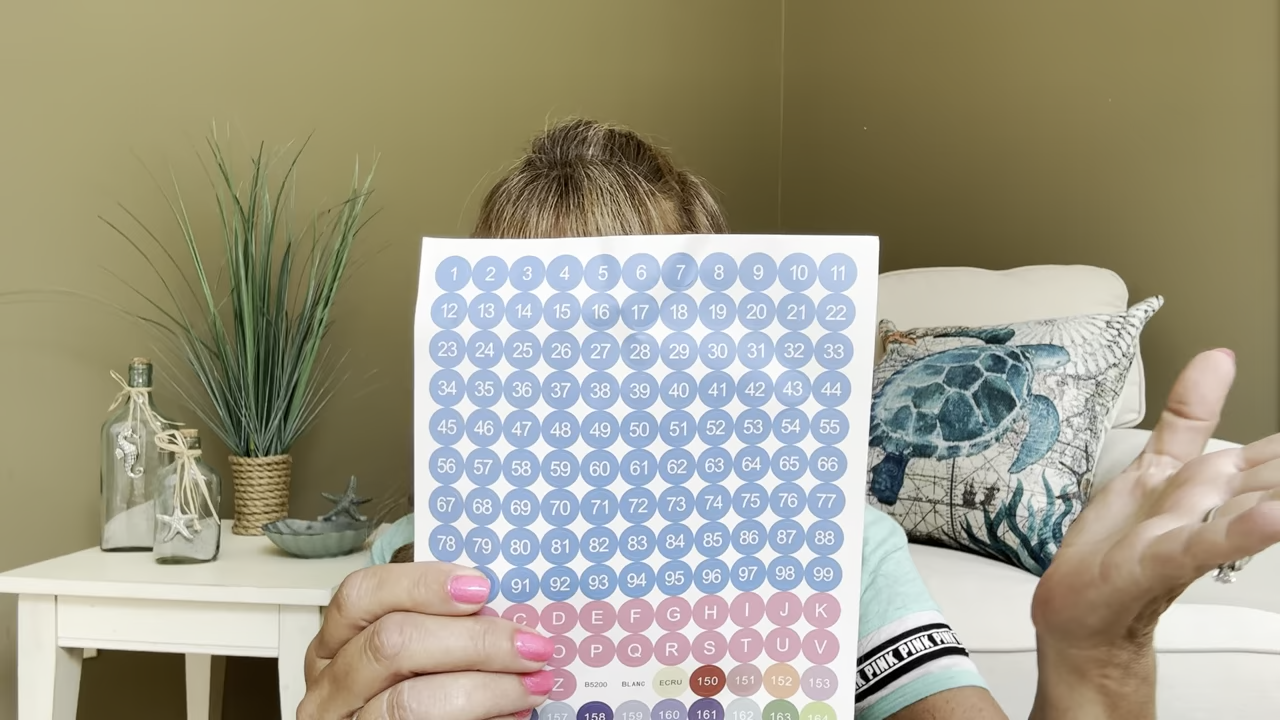 1 2 3 4 5 6 7 8 9 10 11
12 13 14 15 16 17 18 19 20 21 22
23 24 25 26 27 28 29 30 31 32 33
34 35 36 37 38 39 40 41 42 43 44
45 46 47 48 49 50 51 52 53 54 55
56 57 58 59 60 61 62 63 64 65 66
67 68 69 70 71 72 73 74 75 76 77
78 79 80 81 82 83 84 85 86 87 88
91 92 93 94 95 96 97 98 99
C D E F G H I J K
O P Q R S T U V
Z B5200 BLANC ECRU 150 151 152 153
157 158 159 160 161 162 163 164
PINK PINK PINK